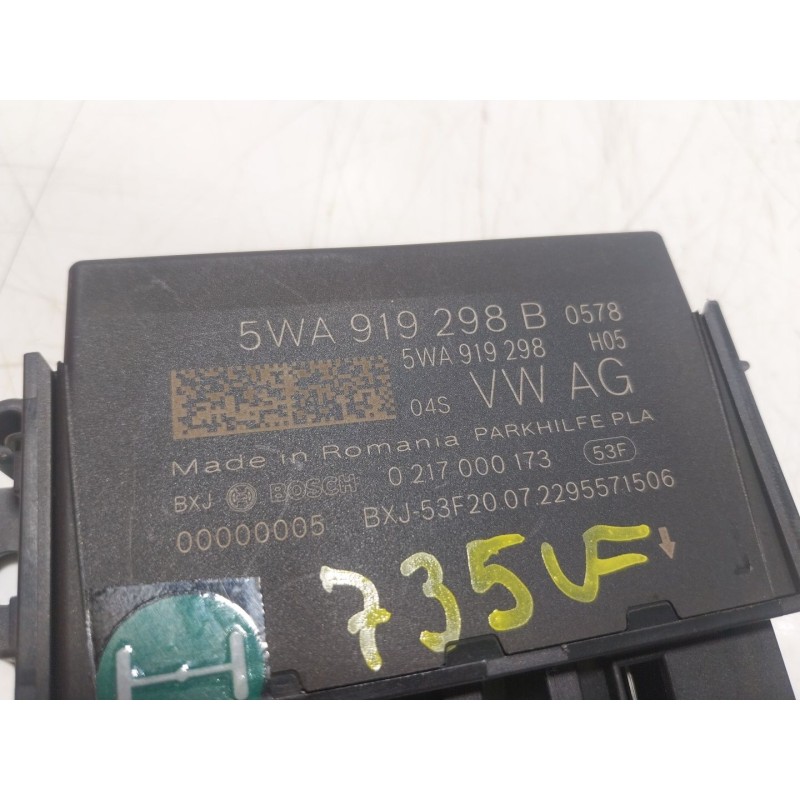 5WA 919 298 B 0578
5WA 919 298 H05
04S VW AG
Made in Romania PARKHILFE PLA
BXJ BOSCH 0 217 000 173 53F
00000005 BXJ-53F20.07.2295571506
735VF
H